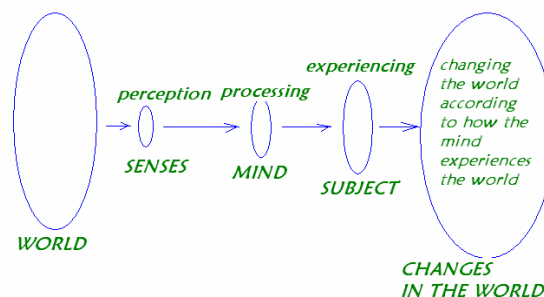 WORLD
perception
SENSES
processing
MIND
experiencing
SUBJECT
changing
the world
according
to how the
mind
experiences
the world
CHANGES
IN THE WORLD